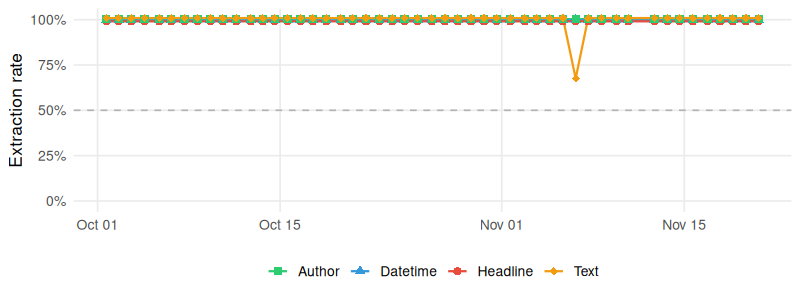 Extraction rate
100%
75%
50%
25%
0%
Oct 01 Oct 15 Nov 01 Nov 15
Author Datetime Headline Text